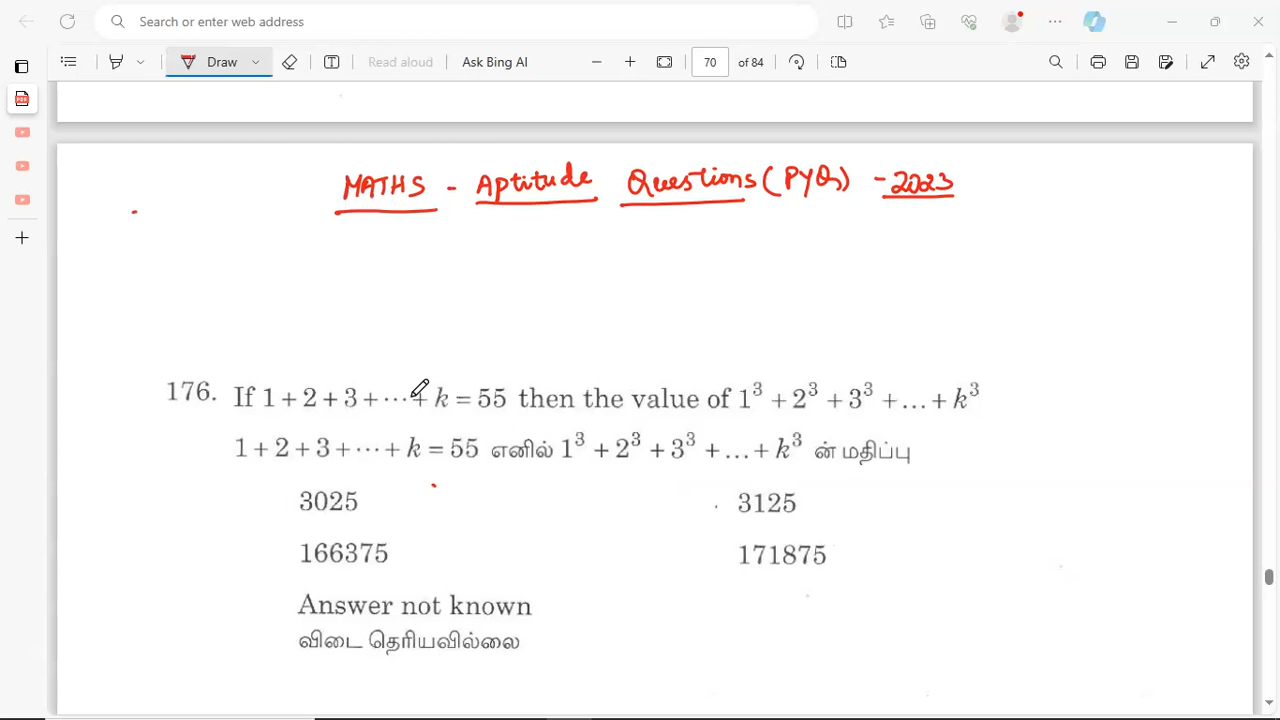 Search or enter web address
Draw
Read aloud
Ask Bing AI
70
of 84
MATHS - Aptitude Questions (PYQs) - 2023
176. If 1 + 2 + 3 + ⋯ + k = 55 then the value of 1³ + 2³ + 3³ + ... + k³
1 + 2 + 3 + ⋯ + k = 55 எனில் 1³ + 2³ + 3³ + ... + k³ ன் மதிப்பு
3025 3125
166375 171875
Answer not known
விடை தெரியவில்லை